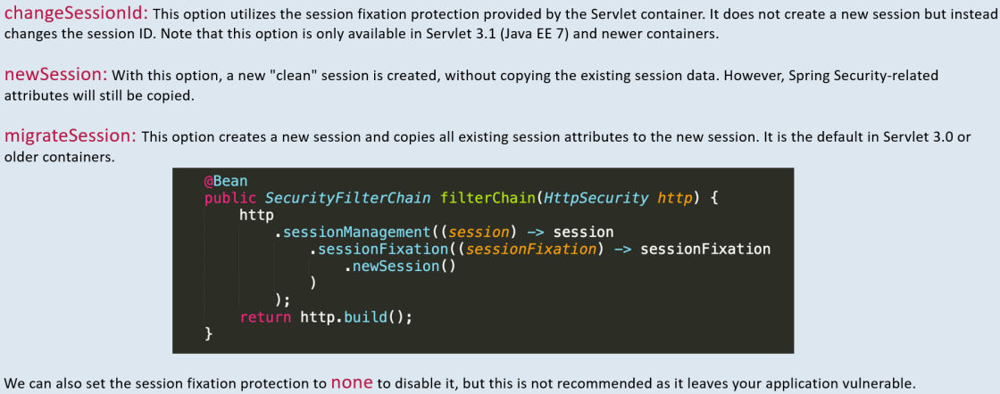 changeSessionId: This option utilizes the session fixation protection provided by the Servlet container. It does not create a new session but instead
changes the session ID. Note that this option is only available in Servlet 3.1 (Java EE 7) and newer containers.
newSession: With this option, a new "clean" session is created, without copying the existing session data. However, Spring Security-related
attributes will still be copied.
migrateSession: This option creates a new session and copies all existing session attributes to the new session. It is the default in Servlet 3.0 or
older containers.
@Bean
public SecurityFilterChain filterChain(HttpSecurity http) {
    http
        .sessionManagement((session) -> session
            .sessionFixation((sessionFixation) -> sessionFixation
                .newSession()
            )
        );
    return http.build();
}
We can also set the session fixation protection to none to disable it, but this is not recommended as it leaves your application vulnerable.